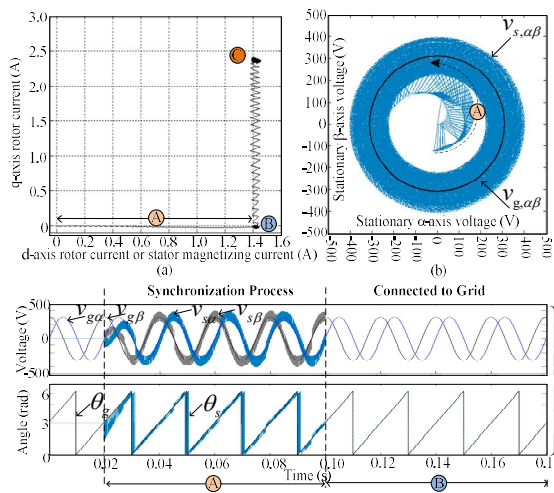 3.0
2.5
2.0
1.5
1.0
0.5
0
q-axis rotor current (A)
C
A
B
0 0.2 0.4 0.6 0.8 1.0 1.2 1.4 1.6
d-axis rotor current or stator magnetizing current (A)
(a)
500
400
300
200
100
0
-100
-200
-300
-400
-500
Stationary β-axis voltage (V)
v_s,αβ
A
v_g,αβ
Stationary α-axis voltage (V)
-500 -400 -300 -200 -100 0 100 200 300 400 500
(b)
Synchronization Process
Connected to Grid
500
0
-500
Voltage (V)
v_gα
v_gβ
v_sα
v_sβ
6
3
0
Angle (rad)
θ_g
θ_s
0.02 0.04 0.06 0.08 0.10 0.12 0.14 0.16 0.1
Time (s)
A
B